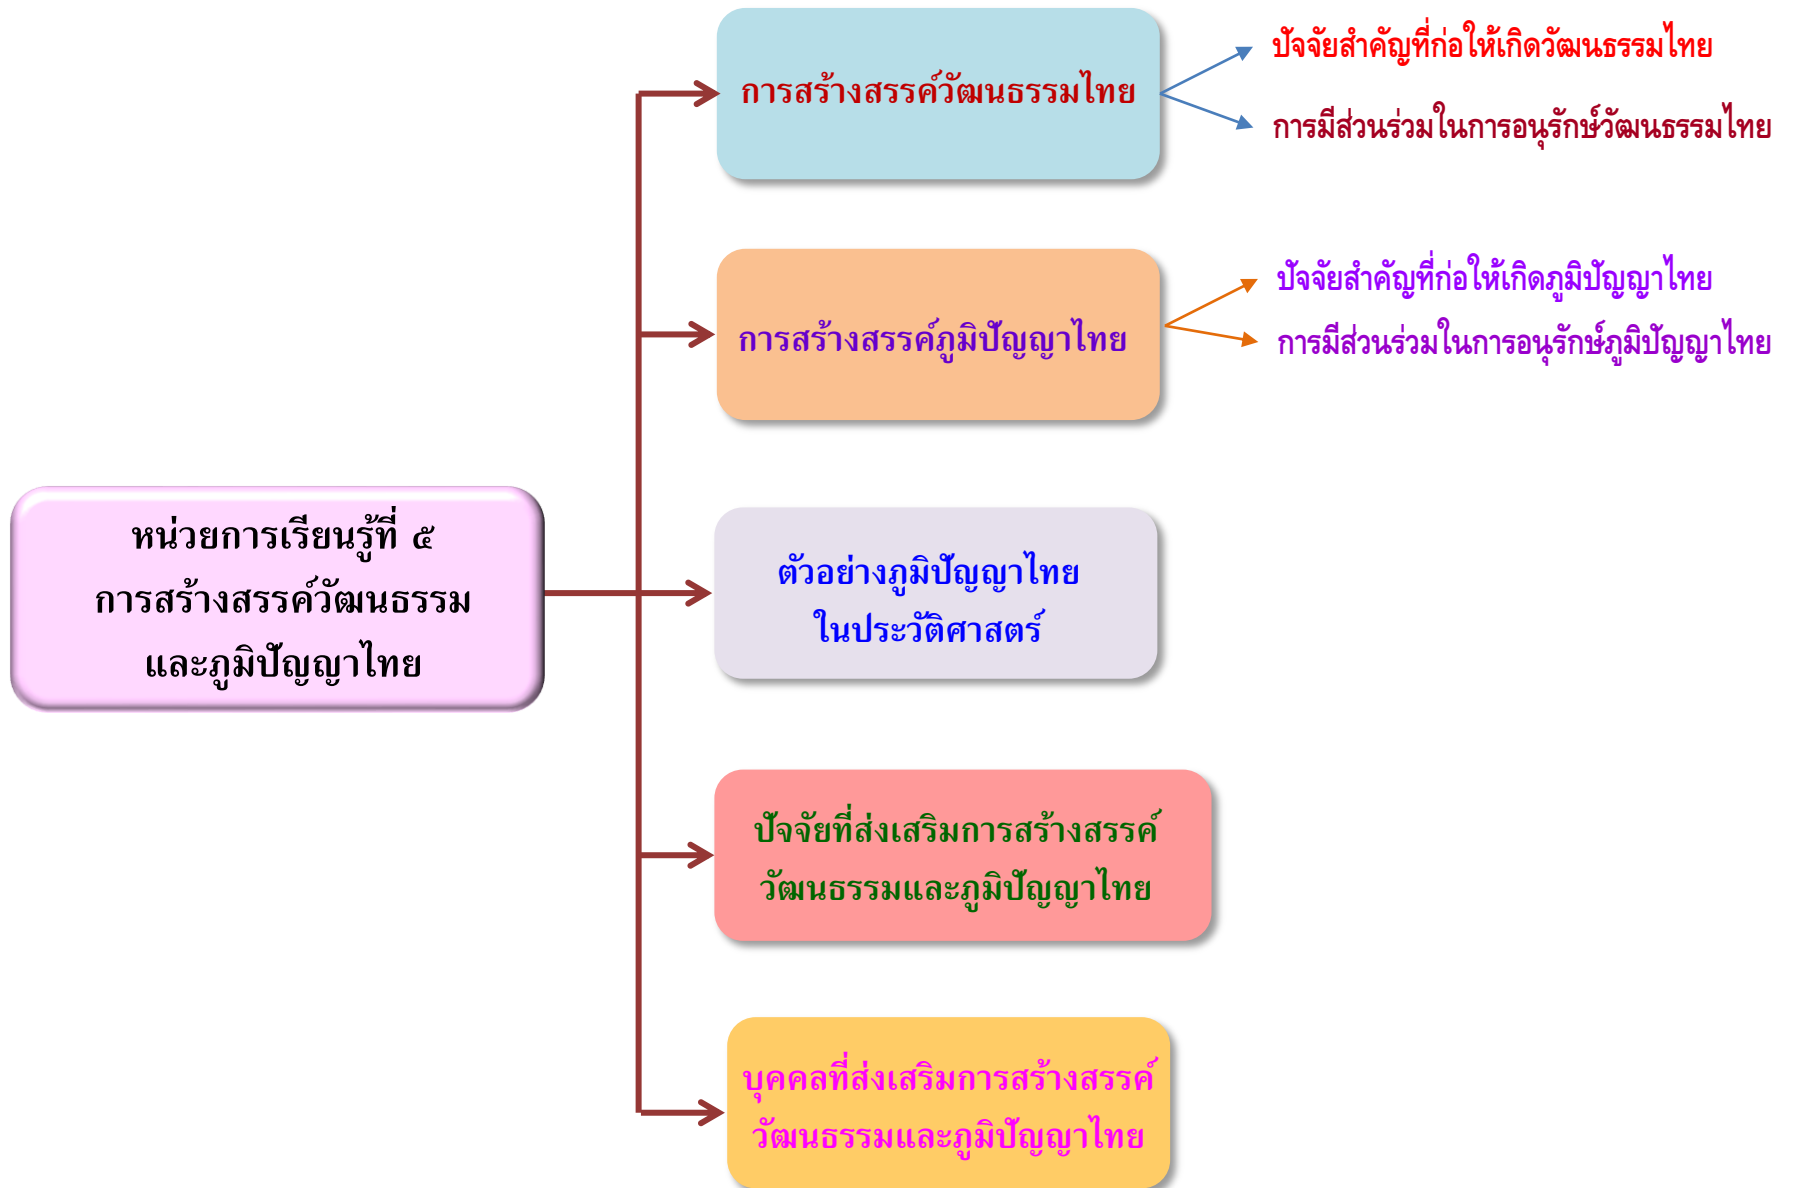 หน่วยการเรียนรู้ที่ ๕
การสร้างสรรค์วัฒนธรรม
และภูมิปัญญาไทย
การสร้างสรรค์วัฒนธรรมไทย
ปัจจัยสำคัญที่ก่อให้เกิดวัฒนธรรมไทย
การมีส่วนร่วมในการอนุรักษ์วัฒนธรรมไทย
การสร้างสรรค์ภูมิปัญญาไทย
ปัจจัยสำคัญที่ก่อให้เกิดภูมิปัญญาไทย
การมีส่วนร่วมในการอนุรักษ์ภูมิปัญญาไทย
ตัวอย่างภูมิปัญญาไทย
ในประวัติศาสตร์
ปัจจัยที่ส่งเสริมการสร้างสรรค์
วัฒนธรรมและภูมิปัญญาไทย
บุคคลที่ส่งเสริมการสร้างสรรค์
วัฒนธรรมและภูมิปัญญาไทย